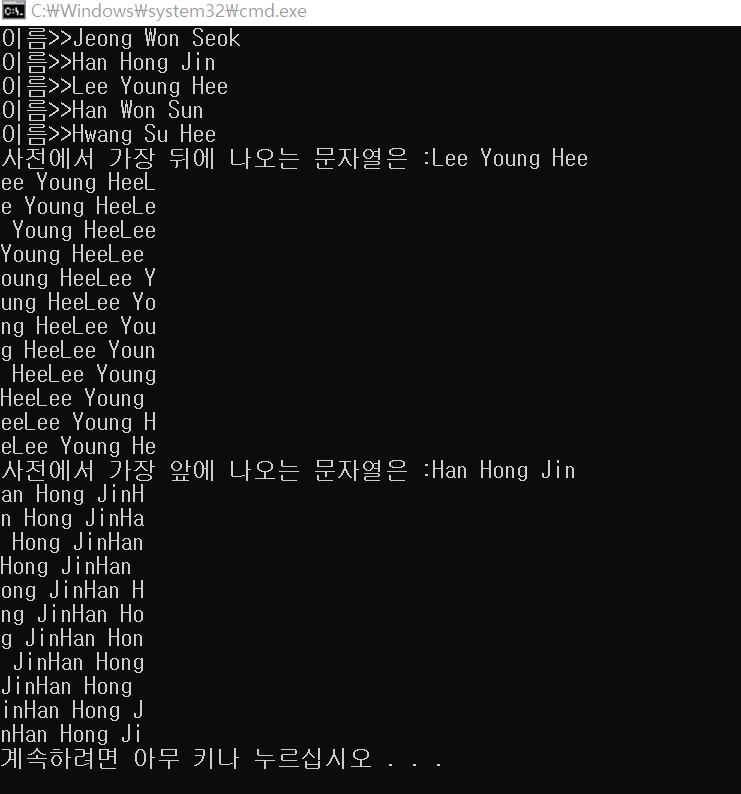 C:\Windows\system32\cmd.exe
이름>>Jeong Won Seok
이름>>Han Hong Jin
이름>>Lee Young Hee
이름>>Han Won Sun
이름>>Hwang Su Hee
사전에서 가장 뒤에 나오는 문자열은 :Lee Young Hee
ee Young HeeL
e Young HeeLe
 Young HeeLee
Young HeeLee
oung HeeLee Y
ung HeeLee Yo
ng HeeLee You
g HeeLee Youn
 HeeLee Young
HeeLee Young
eeLee Young H
eLee Young He
사전에서 가장 앞에 나오는 문자열은 :Han Hong Jin
an Hong JinH
n Hong JinHa
 Hong JinHan
Hong JinHan
ong JinHan H
ng JinHan Ho
g JinHan Hon
 JinHan Hong
JinHan Hong
inHan Hong J
nHan Hong Ji
계속하려면 아무 키나 누르십시오 . . .